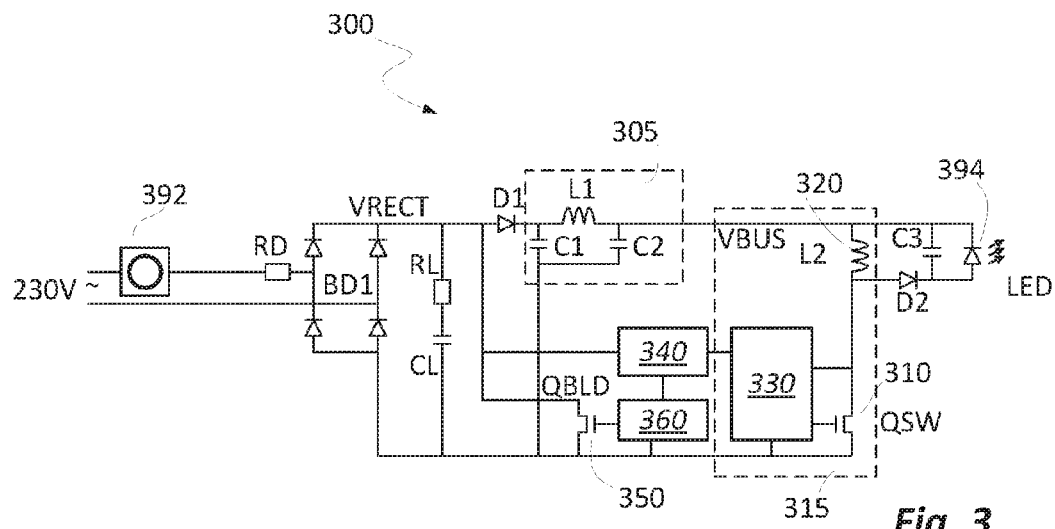 300
305
392
320
394
L1
D1
VRECT
RD
C1
C2
VBUS
C3
L2
RL
230V ~
BD1
LED
D2
340
330
310
CL
QBLD
360
QSW
350
315
Fig. 3